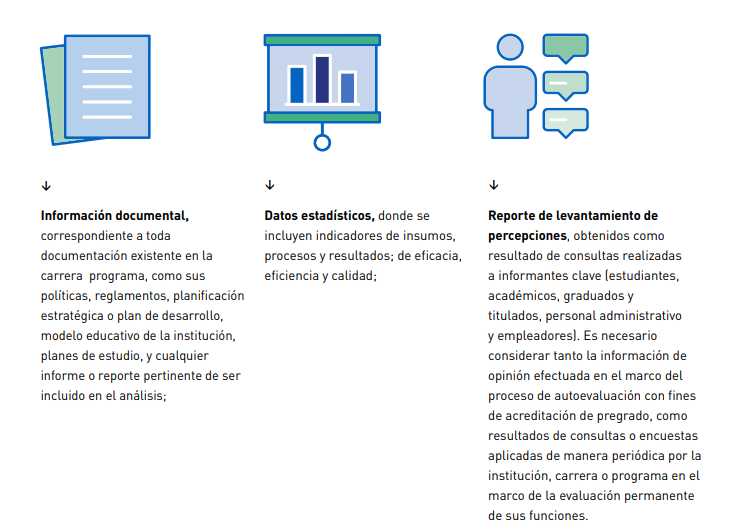 Información documental,
correspondiente a toda
documentación existente en la
carrera  programa, como sus
políticas, reglamentos, planificación
estratégica o plan de desarrollo,
modelo educativo de la institución,
planes de estudio, y cualquier
informe o reporte pertinente de ser
incluido en el análisis;
Datos estadísticos, donde se
incluyen indicadores de insumos,
procesos y resultados; de eficacia,
eficiencia y calidad;
Reporte de levantamiento de
percepciones, obtenidos como
resultado de consultas realizadas
a informantes clave (estudiantes,
académicos, graduados y
titulados, personal administrativo
y empleadores). Es necesario
considerar tanto la información de
opinión efectuada en el marco del
proceso de autoevaluación con fines
de acreditación de pregrado, como
resultados de consultas o encuestas
aplicadas de manera periódica por la
institución, carrera o programa en el
marco de la evaluación permanente
de sus funciones.